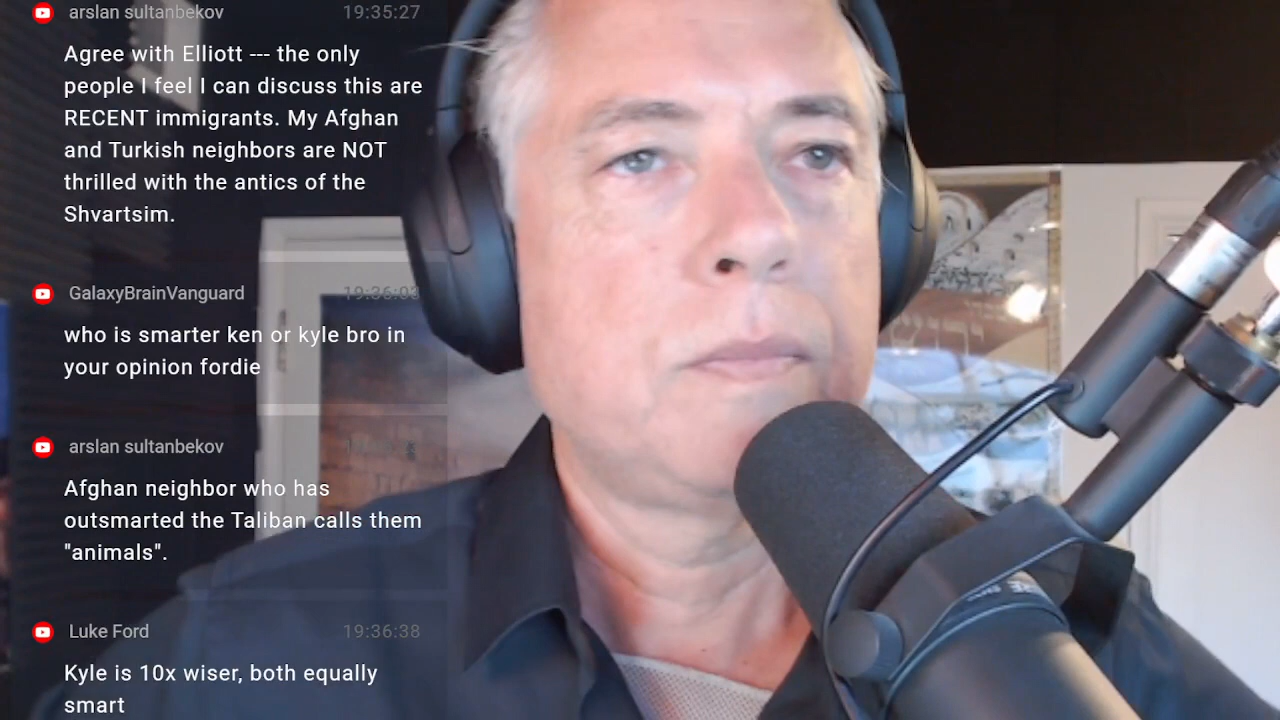 arslan sultanbekov 19:35:27
Agree with Elliott --- the only
people I feel I can discuss this are
RECENT immigrants. My Afghan
and Turkish neighbors are NOT
thrilled with the antics of the
Shvartsim.
GalaxyBrainVanguard 19:36:03
who is smarter ken or kyle bro in
your opinion fordie
arslan sultanbekov
Afghan neighbor who has
outsmarted the Taliban calls them
"animals".
Luke Ford 19:36:38
Kyle is 10x wiser, both equally
smart